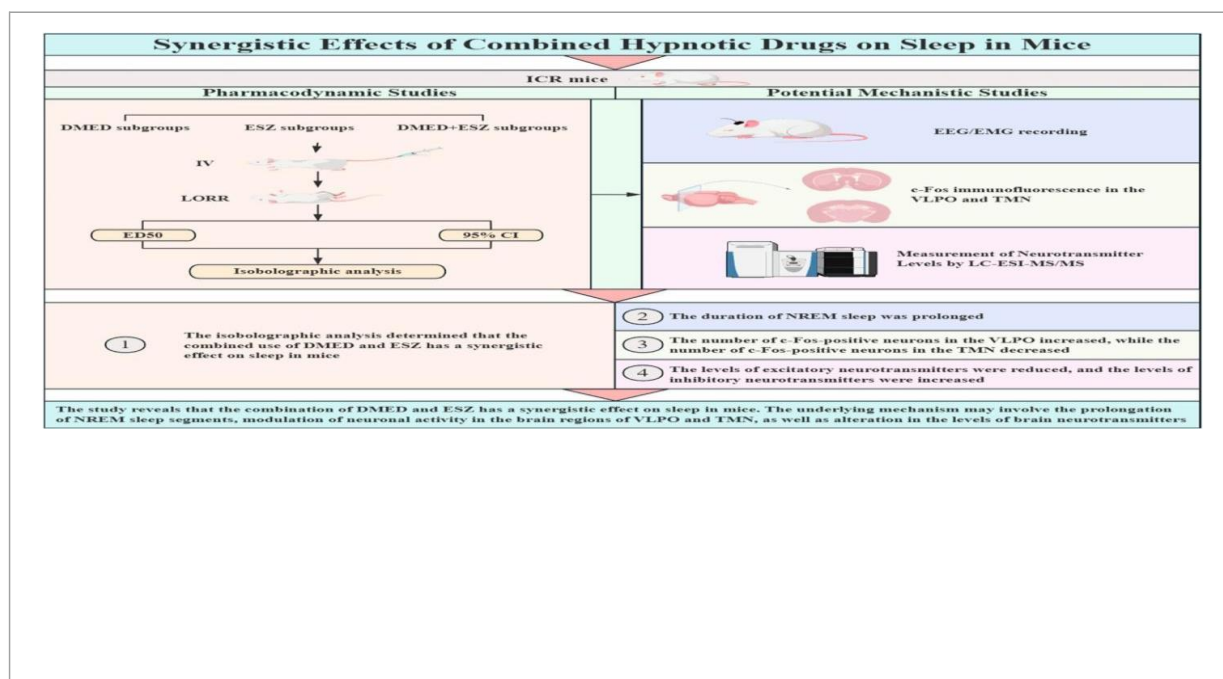 Synergistic Effects of Combined Hypnotic Drugs on Sleep in Mice
ICR mice
Pharmacodynamic Studies
DMED subgroups
ESZ subgroups
DMED+ESZ subgroups
IV
LORR
ED50
95% CI
Isobolographic analysis
Potential Mechanistic Studies
EEG/EMG recording
c-Fos immunofluorescence in the
VLPO and TMN
Measurement of Neurotransmitter
Levels by LC-ESI-MS/MS
1
The isobolographic analysis determined that the
combined use of DMED and ESZ has a synergistic
effect on sleep in mice
2
The duration of NREM sleep was prolonged
3
The number of c-Fos-positive neurons in the VLPO increased, while the
number of c-Fos-positive neurons in the TMN decreased
4
The levels of excitatory neurotransmitters were reduced, and the levels of
inhibitory neurotransmitters were increased
The study reveals that the combination of DMED and ESZ has a synergistic effect on sleep in mice. The underlying mechanism may involve the prolongation
of NREM sleep segments, modulation of neuronal activity in the brain regions of VLPO and TMN, as well as alteration in the levels of brain neurotransmitters